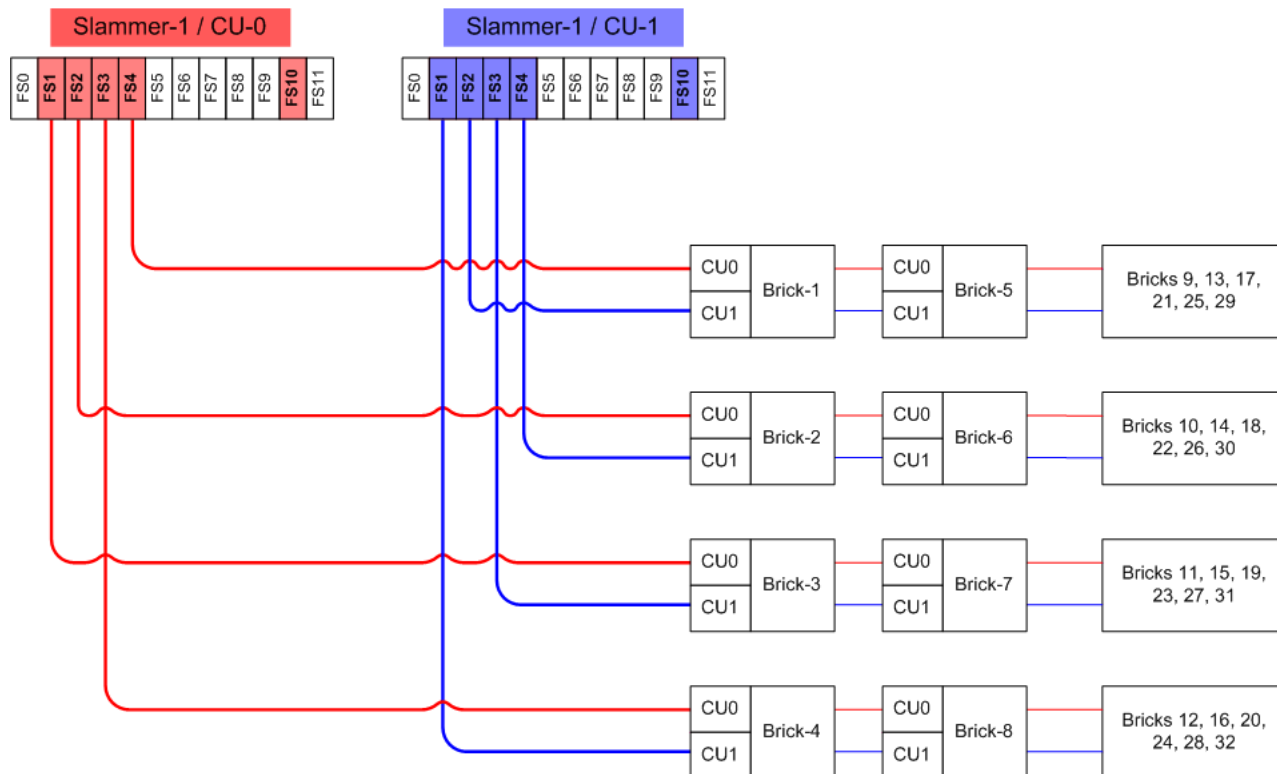 Slammer-1 / CU-0
Slammer-1 / CU-1
FS0
FS1
FS2
FS3
FS4
FS5
FS6
FS7
FS8
FS9
FS10
FS11
FS0
FS1
FS2
FS3
FS4
FS5
FS6
FS7
FS8
FS9
FS10
FS11
CU0
CU1
Brick-1
CU0
CU1
Brick-5
Bricks 9, 13, 17,
21, 25, 29
CU0
CU1
Brick-2
CU0
CU1
Brick-6
Bricks 10, 14, 18,
22, 26, 30
CU0
CU1
Brick-3
CU0
CU1
Brick-7
Bricks 11, 15, 19,
23, 27, 31
CU0
CU1
Brick-4
CU0
CU1
Brick-8
Bricks 12, 16, 20,
24, 28, 32